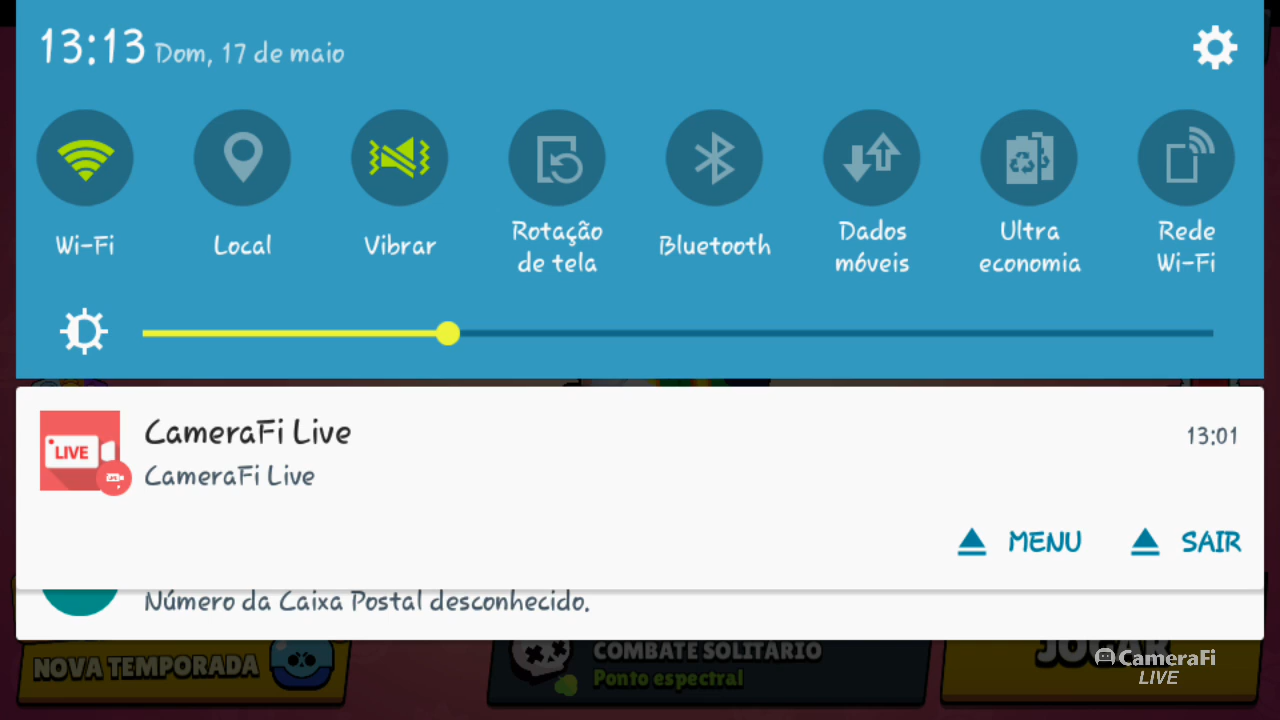 13:13 Dom, 17 de maio
Wi-Fi
Local
Vibrar
Rotação
de tela
Bluetooth
Dados
móveis
Ultra
economia
Rede
Wi-Fi
LIVE
CameraFi Live
13:01
CameraFi Live
MENU
SAIR
Número da Caixa Postal desconhecido.
NOVA TEMPORADA
COMBATE SOLITÁRIO
Ponto espectral
JOGAR
CameraFi
LIVE